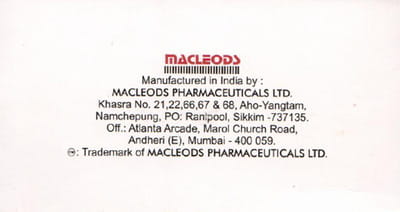 MACLEODS
Manufactured in India by :
MACLEODS PHARMACEUTICALS LTD.
Khasra No. 21,22,66,67 & 68, Aho-Yangtam,
Namchepung, PO: Ranipool, Sikkim -737135.
Off.: Atlanta Arcade, Marol Church Road,
Andheri (E), Mumbai - 400 059.
: Trademark of MACLEODS PHARMACEUTICALS LTD.